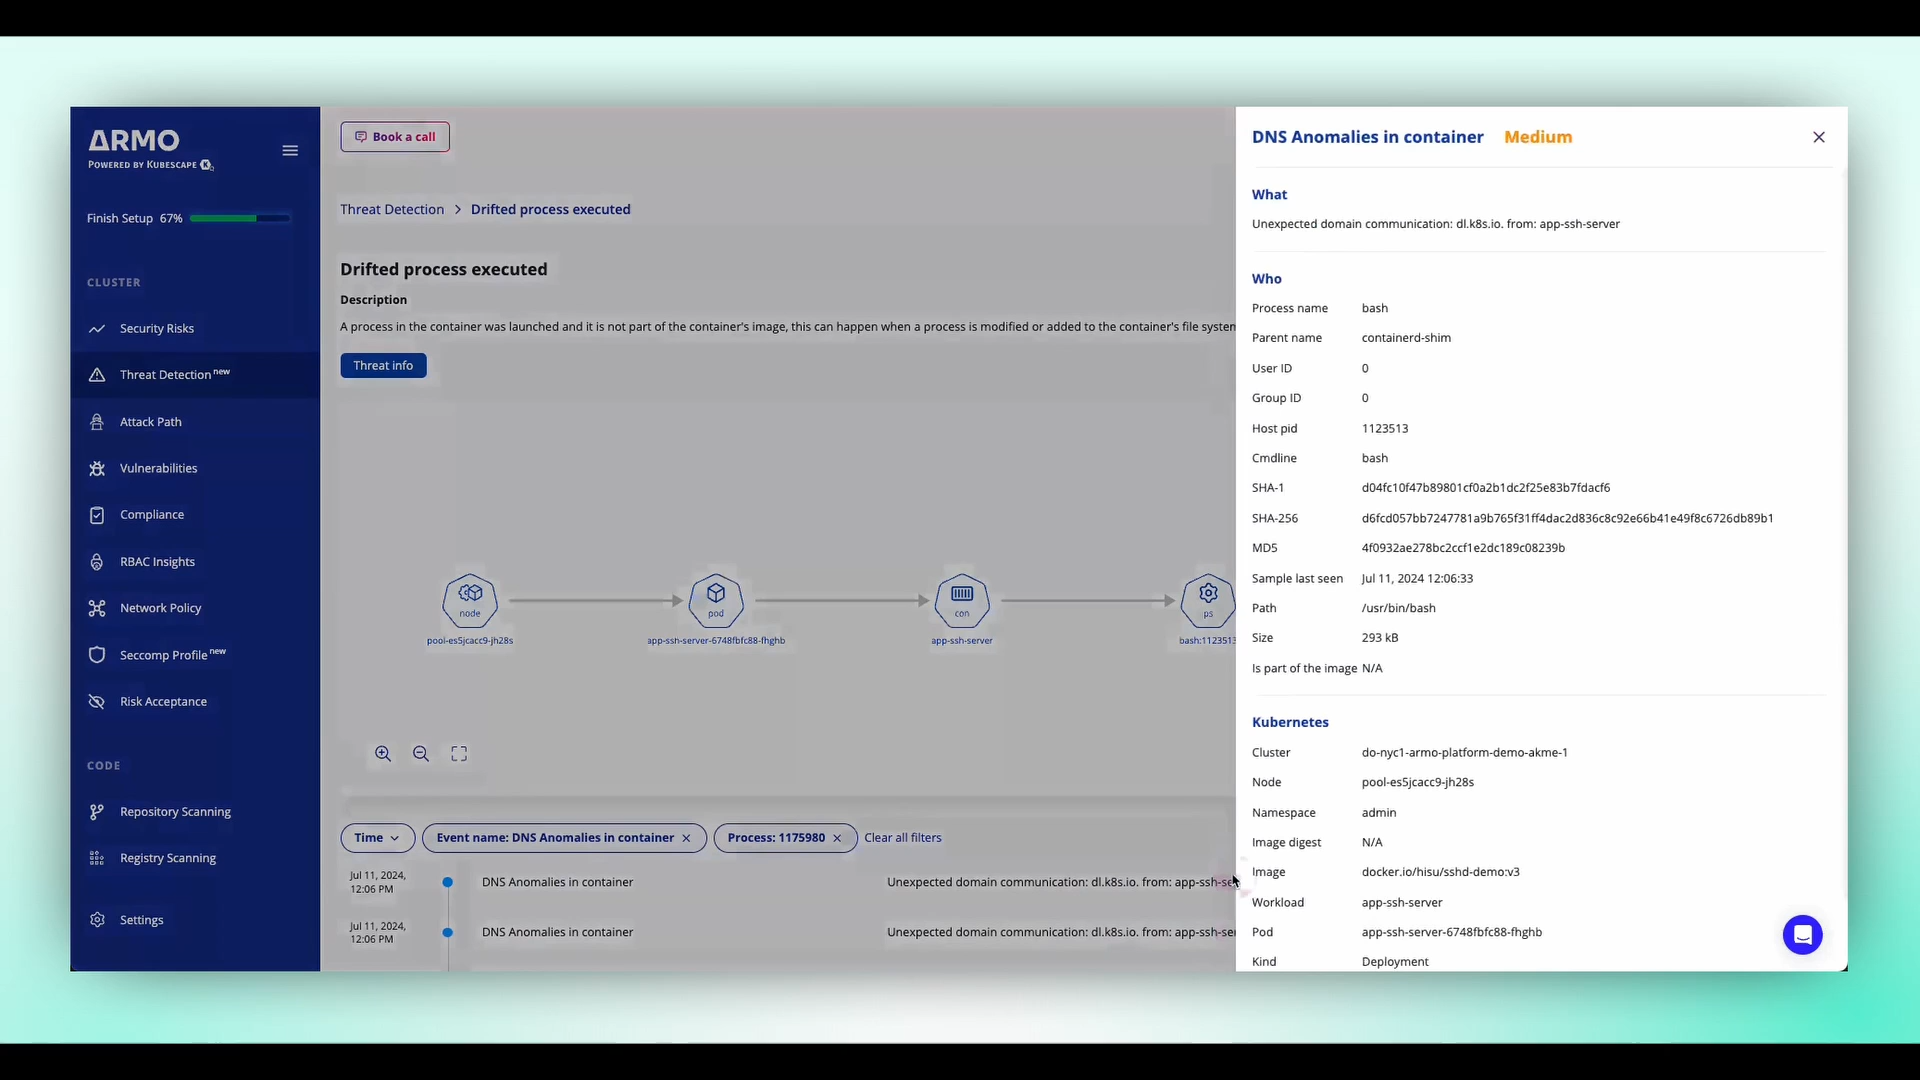 ARMO
POWERED BY KUBESCAPE
Finish Setup 67%
CLUSTER
Security Risks
Threat Detection new
Attack Path
Vulnerabilities
Compliance
RBAC Insights
Network Policy
Seccomp Profile new
Risk Acceptance
CODE
Repository Scanning
Registry Scanning
Settings
Book a call
Threat Detection > Drifted process executed
Drifted process executed
Description
A process in the container was launched and it is not part of the container's image, this can happen when a process is modified or added to the container's file system
Threat info
node
pool-es5jcacc9-jh28s
pod
app-ssh-server-6748fbfc88-fhghb
con
app-ssh-server
ps
bash:1123513
Time
Event name: DNS Anomalies in container
Process: 1175980
Clear all filters
Jul 11, 2024,
12:06 PM
DNS Anomalies in container
Unexpected domain communication: dl.k8s.io. from: app-ssh-se
Jul 11, 2024,
12:06 PM
DNS Anomalies in container
Unexpected domain communication: dl.k8s.io. from: app-ssh-se
DNS Anomalies in container Medium
What
Unexpected domain communication: dl.k8s.io. from: app-ssh-server
Who
Process name bash
Parent name containerd-shim
User ID 0
Group ID 0
Host pid 1123513
Cmdline bash
SHA-1 d04fc10f47b89801cf0a2b1dc2f25e83b7fdacf6
SHA-256 d6fcd057bb7247781a9b765f31ff4dac2d836c8c92e66b41e49f8c6726db89b1
MD5 4f0932ae278bc2ccf1e2dc189c08239b
Sample last seen Jul 11, 2024 12:06:33
Path /usr/bin/bash
Size 293 kB
Is part of the image N/A
Kubernetes
Cluster do-nyc1-armo-platform-demo-akme-1
Node pool-es5jcacc9-jh28s
Namespace admin
Image digest N/A
Image docker.io/hisu/sshd-demo:v3
Workload app-ssh-server
Pod app-ssh-server-6748fbfc88-fhghb
Kind Deployment